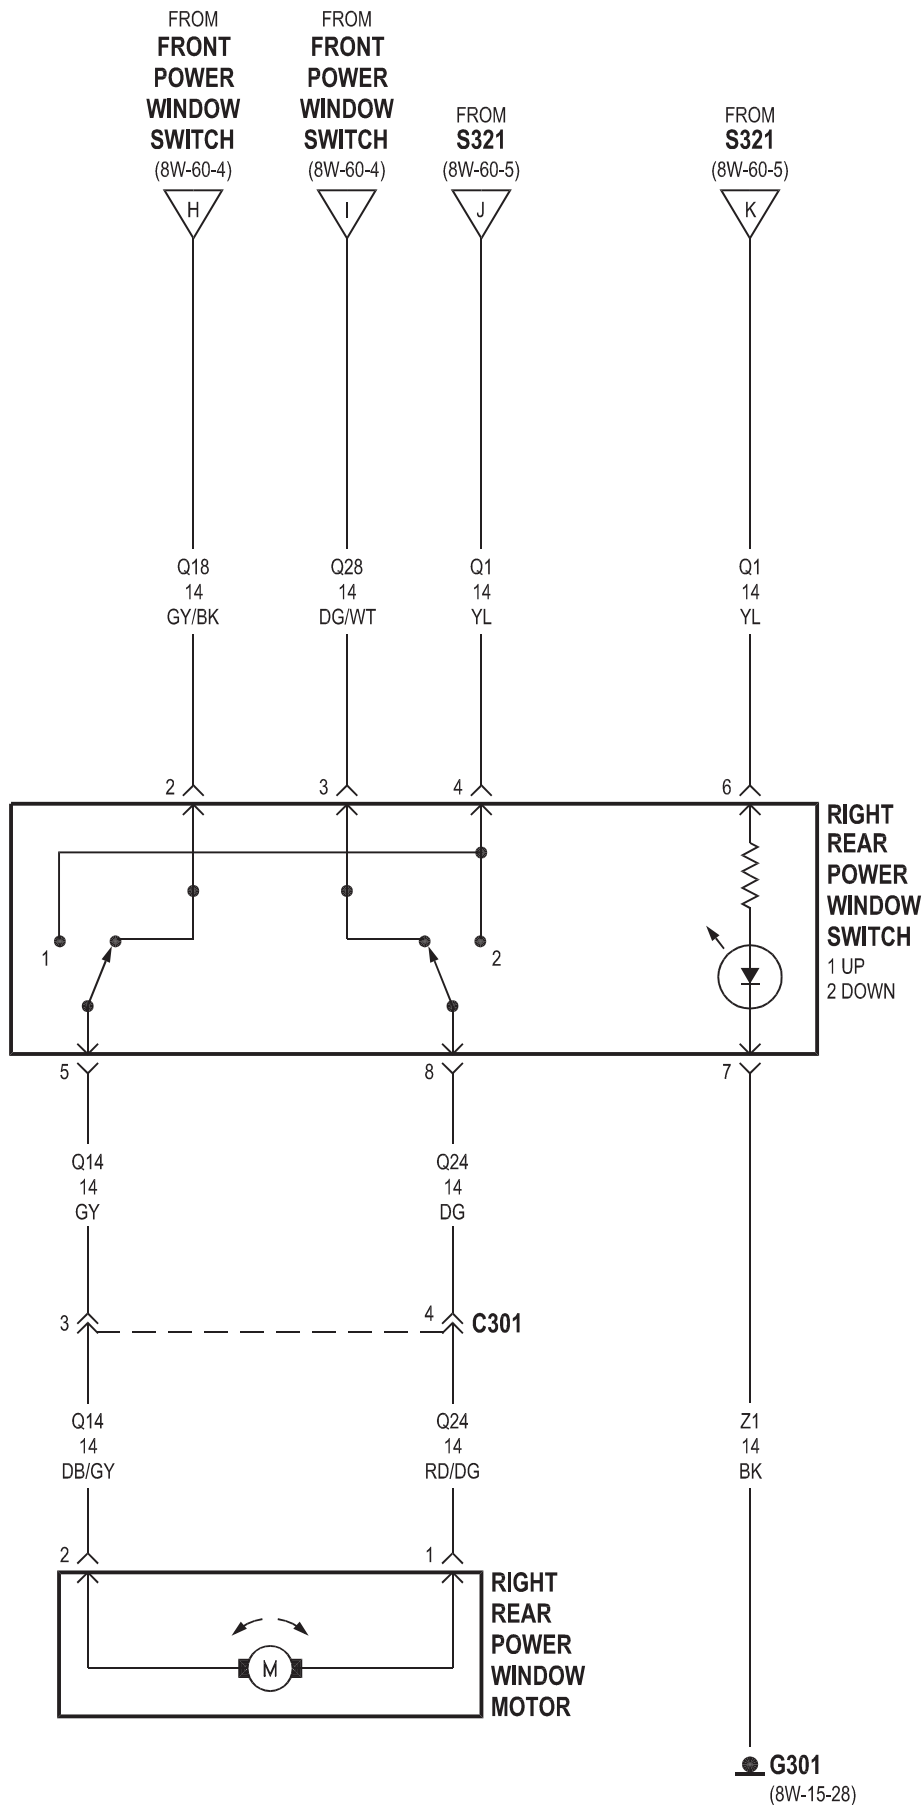 FROM
FRONT
POWER
WINDOW
SWITCH
(8W-60-4)
H
FROM
FRONT
POWER
WINDOW
SWITCH
(8W-60-4)
I
FROM
S321
(8W-60-5)
J
FROM
S321
(8W-60-5)
K
Q18
14
GY/BK
Q28
14
DG/WT
Q1
14
YL
Q1
14
YL
2
3
4
6
RIGHT
REAR
POWER
WINDOW
SWITCH
1 UP
2 DOWN
1
2
5
8
7
Q14
14
GY
Q24
14
DG
3
4
C301
Q14
14
DB/GY
Q24
14
RD/DG
Z1
14
BK
2
1
RIGHT
REAR
POWER
WINDOW
MOTOR
M
G301
(8W-15-28)